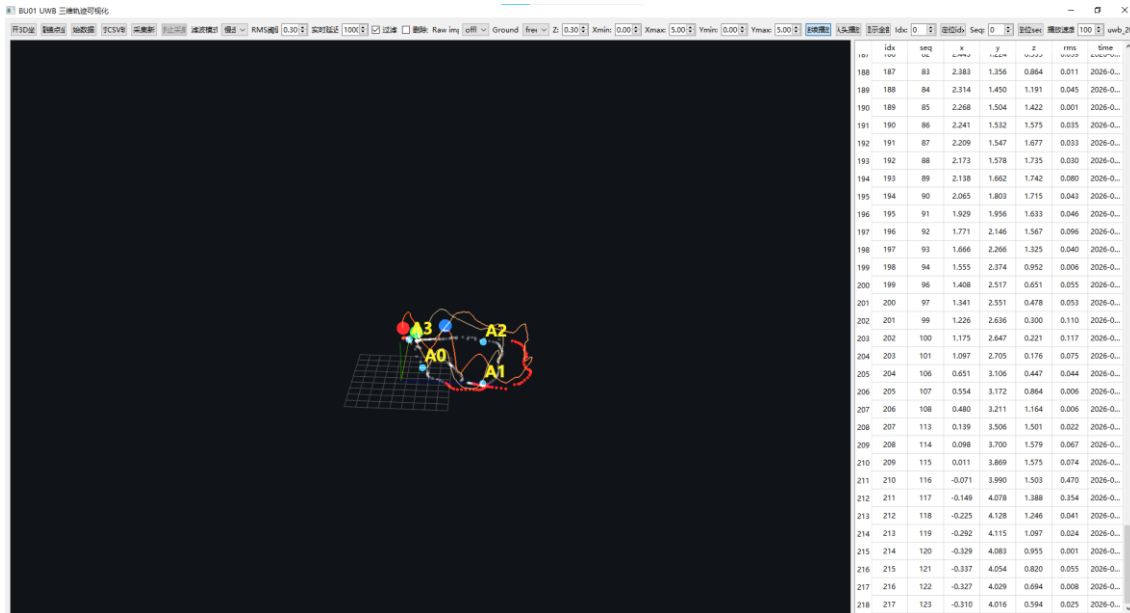 BU01 UWB 三维轨迹可视化
RMS阈 0.30 实时延迟 1000 过滤 删除 Raw im offl Ground free Z: 0.30 Xmin: 0.00 Xmax: 5.00 Ymin: 0.00 Ymax: 5.00 Idx: 0 Seq: 0 播放速度 100 uwb_20
idx seq x y z rms time
188 187 83 2.383 1.356 0.864 0.011 2026-0...
189 188 84 2.314 1.450 1.191 0.045 2026-0...
190 189 85 2.268 1.504 1.422 0.001 2026-0...
191 190 86 2.241 1.532 1.575 0.035 2026-0...
192 191 87 2.209 1.547 1.677 0.033 2026-0...
193 192 88 2.173 1.578 1.735 0.030 2026-0...
194 193 89 2.138 1.662 1.742 0.080 2026-0...
195 194 90 2.065 1.803 1.715 0.043 2026-0...
196 195 91 1.929 1.956 1.633 0.046 2026-0...
197 196 92 1.771 2.146 1.567 0.096 2026-0...
198 197 93 1.666 2.266 1.325 0.040 2026-0...
199 198 94 1.555 2.374 0.952 0.006 2026-0...
200 199 96 1.408 2.517 0.651 0.055 2026-0...
201 200 97 1.341 2.551 0.478 0.053 2026-0...
202 201 99 1.226 2.636 0.300 0.110 2026-0...
203 202 100 1.175 2.647 0.221 0.117 2026-0...
204 203 101 1.097 2.705 0.176 0.075 2026-0...
205 204 106 0.651 3.106 0.447 0.044 2026-0...
206 205 107 0.554 3.172 0.864 0.006 2026-0...
207 206 108 0.480 3.211 1.164 0.006 2026-0...
208 207 113 0.139 3.506 1.501 0.022 2026-0...
209 208 114 0.098 3.700 1.579 0.067 2026-0...
210 209 115 0.011 3.869 1.575 0.074 2026-0...
211 210 116 -0.071 3.990 1.503 0.470 2026-0...
212 211 117 -0.149 4.078 1.388 0.354 2026-0...
213 212 118 -0.225 4.128 1.246 0.041 2026-0...
214 213 119 -0.292 4.115 1.097 0.024 2026-0...
215 214 120 -0.329 4.083 0.955 0.001 2026-0...
216 215 121 -0.337 4.054 0.820 0.055 2026-0...
217 216 122 -0.327 4.029 0.694 0.008 2026-0...
218 217 123 -0.310 4.016 0.594 0.025 2026-0...
A3
A2
A0
A1